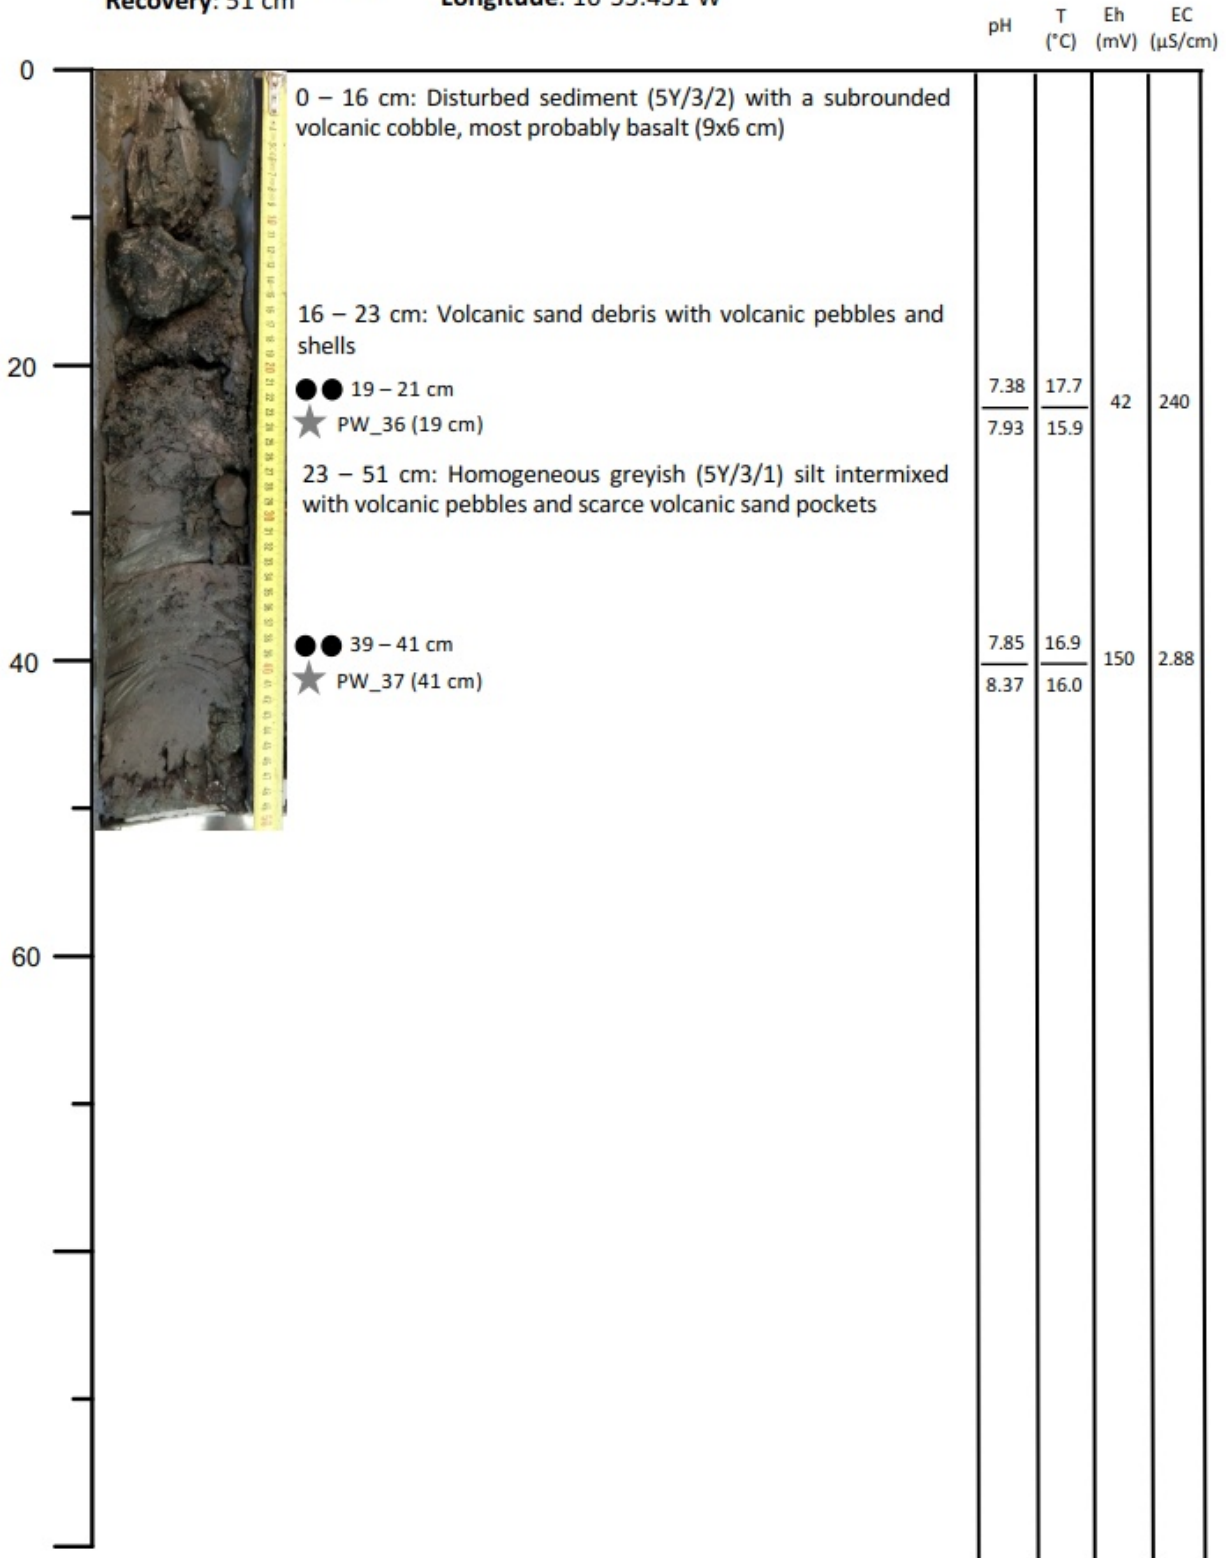 Recovery: 51 cm
pH T Eh EC
(°C) (mV) (µS/cm)
0
0 – 16 cm: Disturbed sediment (5Y/3/2) with a subrounded
volcanic cobble, most probably basalt (9x6 cm)
16 – 23 cm: Volcanic sand debris with volcanic pebbles and
shells
20
19 – 21 cm
7.38 17.7 42 240
PW_36 (19 cm)
7.93 15.9
23 – 51 cm: Homogeneous greyish (5Y/3/1) silt intermixed
with volcanic pebbles and scarce volcanic sand pockets
39 – 41 cm
7.85 16.9 150 2.88
40
PW_37 (41 cm)
8.37 16.0
60